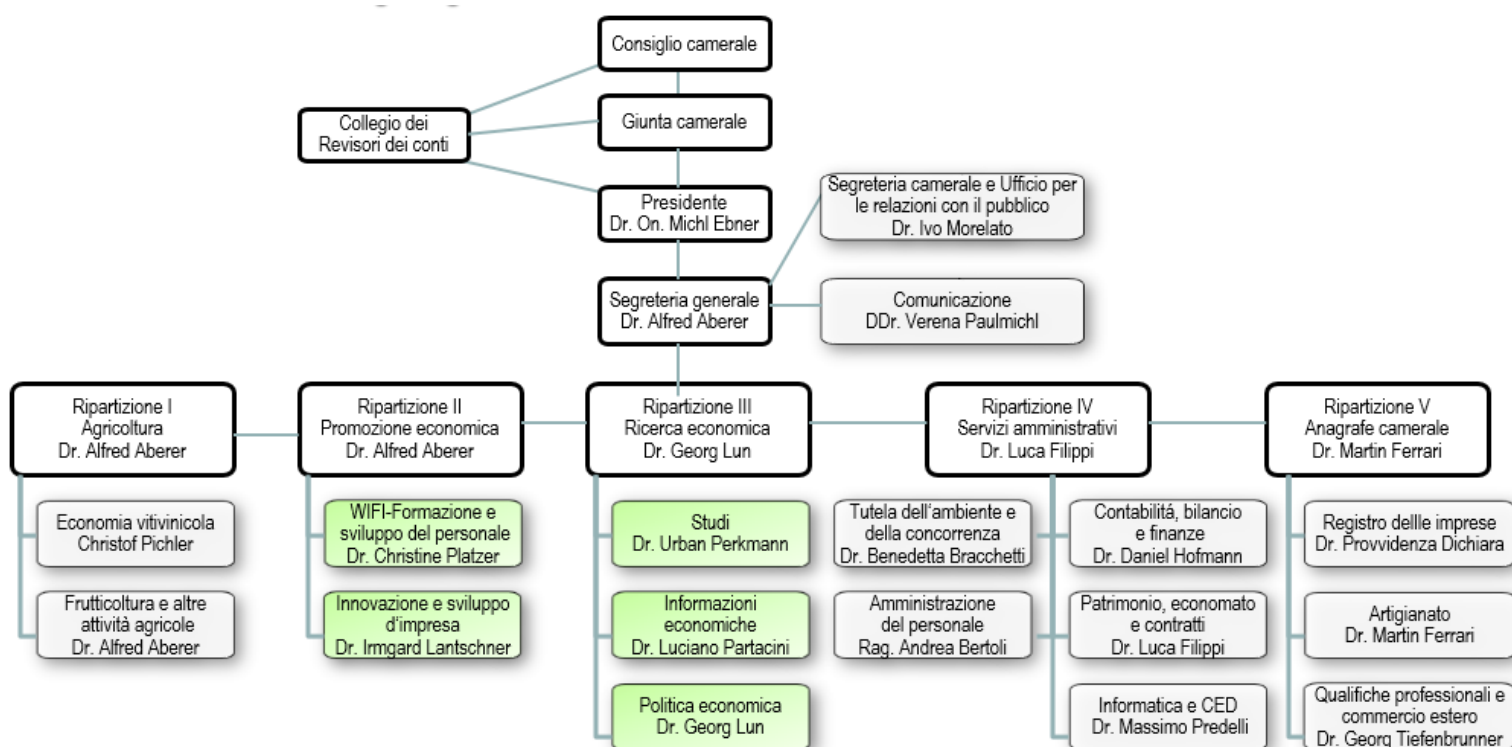 Consiglio camerale
Collegio dei
Revisori dei conti
Giunta camerale
Presidente
Dr. On. Michl Ebner
Segreteria camerale e Ufficio per
le relazioni con il pubblico
Dr. Ivo Morelato
Segreteria generale
Dr. Alfred Aberer
Comunicazione
DDr. Verena Paulmichl
Ripartizione I
Agricoltura
Dr. Alfred Aberer
Ripartizione II
Promozione economica
Dr. Alfred Aberer
Ripartizione III
Ricerca economica
Dr. Georg Lun
Ripartizione IV
Servizi amministrativi
Dr. Luca Filippi
Ripartizione V
Anagrafe camerale
Dr. Martin Ferrari
Economia vitivinicola
Christof Pichler
Frutticoltura e altre
attività agricole
Dr. Alfred Aberer
WIFI-Formazione e
sviluppo del personale
Dr. Christine Platzer
Innovazione e sviluppo
d'impresa
Dr. Irmgard Lantschner
Studi
Dr. Urban Perkmann
Informazioni
economiche
Dr. Luciano Partacini
Politica economica
Dr. Georg Lun
Tutela dell'ambiente e
della concorrenza
Dr. Benedetta Bracchetti
Amministrazione
del personale
Rag. Andrea Bertoli
Contabilitá, bilancio
e finanze
Dr. Daniel Hofmann
Patrimonio, economato
e contratti
Dr. Luca Filippi
Informatica e CED
Dr. Massimo Predelli
Registro dellle imprese
Dr. Provvidenza Dichiara
Artigianato
Dr. Martin Ferrari
Qualifiche professionali e
commercio estero
Dr. Georg Tiefenbrunner